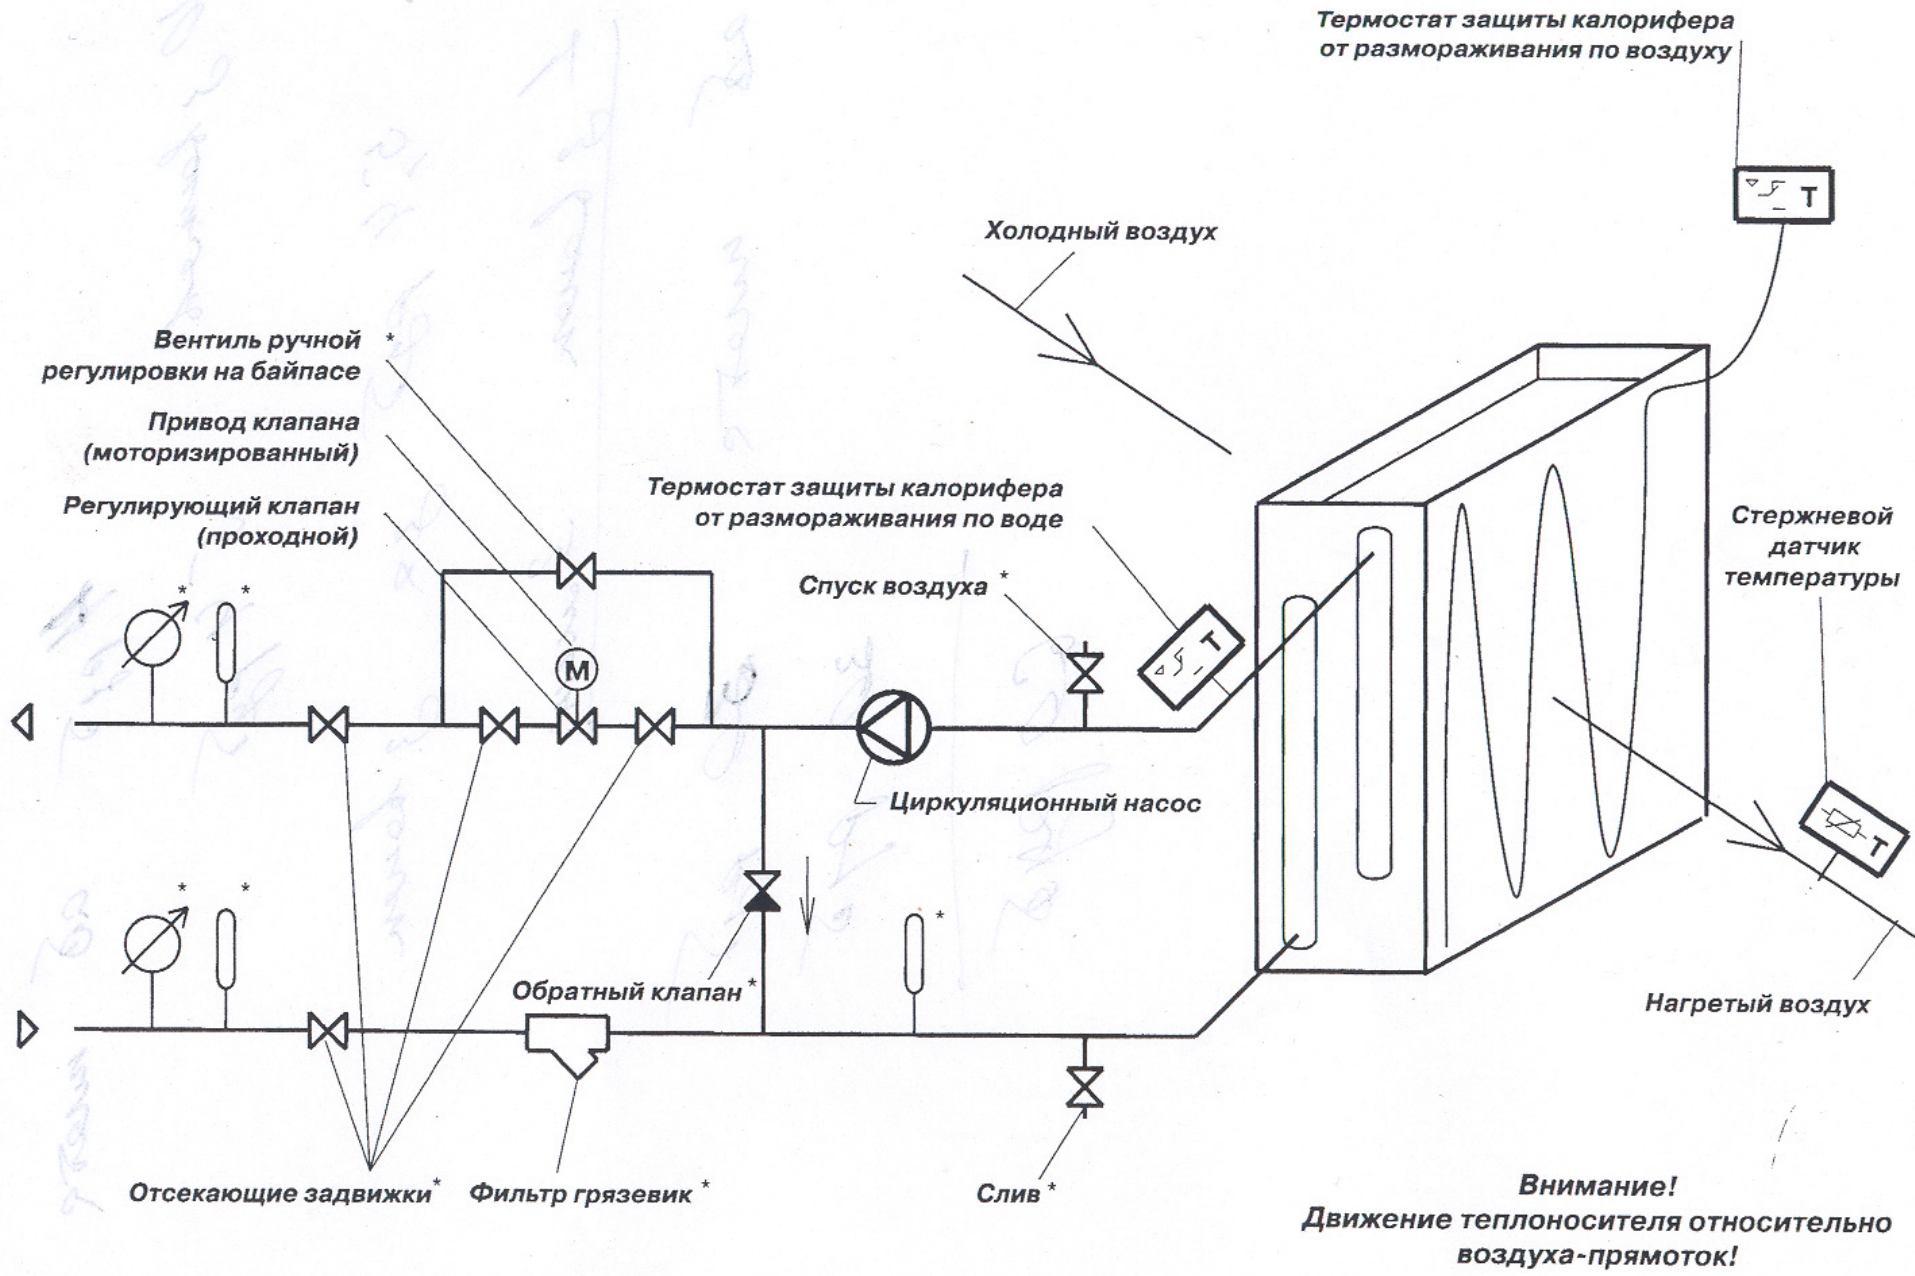 Термостат защиты калорифера
от размораживания по воздуху
T
Холодный воздух
Вентиль ручной *
регулировки на байпасе
Привод клапана
(моторизированный)
Регулирующий клапан
(проходной)
Термостат защиты калорифера
от размораживания по воде
Спуск воздуха *
Стержневой
датчик
температуры
* *
T
M
Циркуляционный насос
T
* *
*
Обратный клапан *
Нагретый воздух
Отсекающие задвижки *
Фильтр грязевик *
Слив *
Внимание!
Движение теплоносителя относительно
воздуха-прямоток!